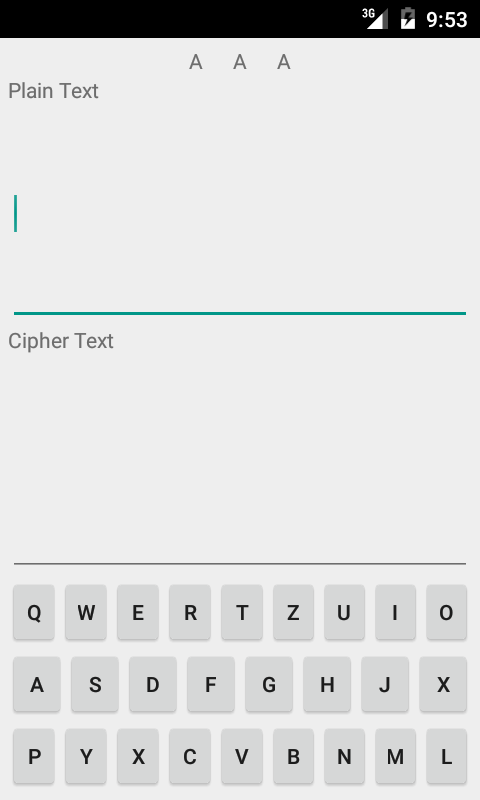 3G 9:53
A A A
Plain Text
Cipher Text
Q W E R T Z U I O
A S D F G H J X
P Y X C V B N M L